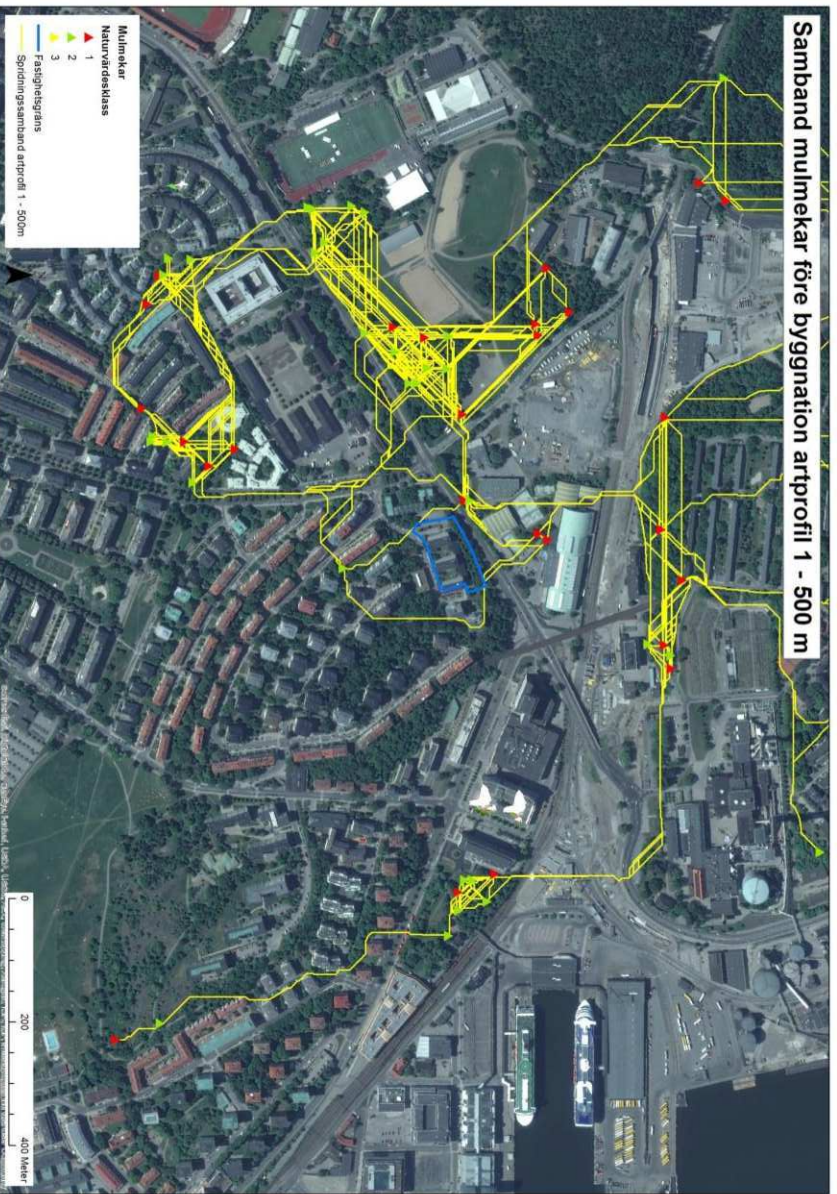 Samband mulmekar före byggnation artprofil 1 - 500 m
Mulmekar
Naturvärdesklass
1
2
3
Fastighetsgräns
Spridningssamband artprofil 1 - 500m
0 200 400 Meter